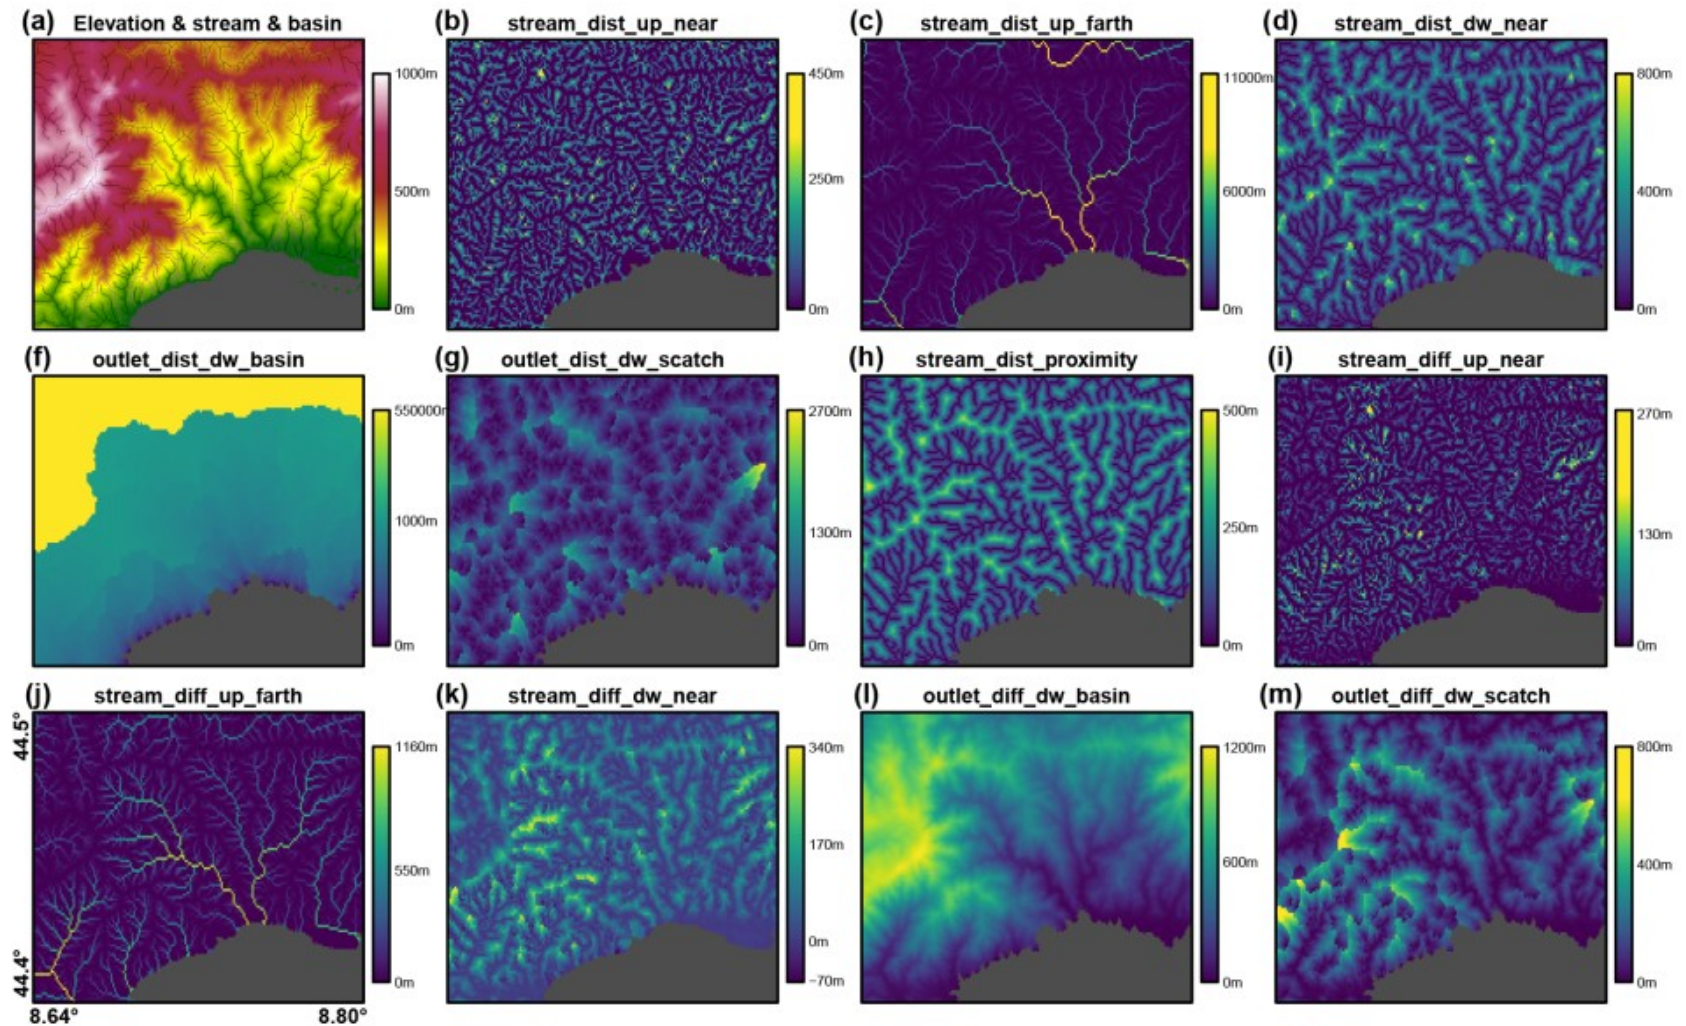 (a) Elevation & stream & basin
1000m
500m
0m
(b) stream_dist_up_near
450m
250m
0m
(c) stream_dist_up_farth
11000m
6000m
0m
(d) stream_dist_dw_near
800m
400m
0m
(f) outlet_dist_dw_basin
550000m
1000m
0m
(g) outlet_dist_dw_scatch
2700m
1300m
0m
(h) stream_dist_proximity
500m
250m
0m
(i) stream_diff_up_near
270m
130m
0m
(j) stream_diff_up_farth
1160m
550m
0m
44.5°
44.4°
8.64°
8.80°
(k) stream_diff_dw_near
340m
170m
0m
−70m
(l) outlet_diff_dw_basin
1200m
600m
0m
(m) outlet_diff_dw_scatch
800m
400m
0m